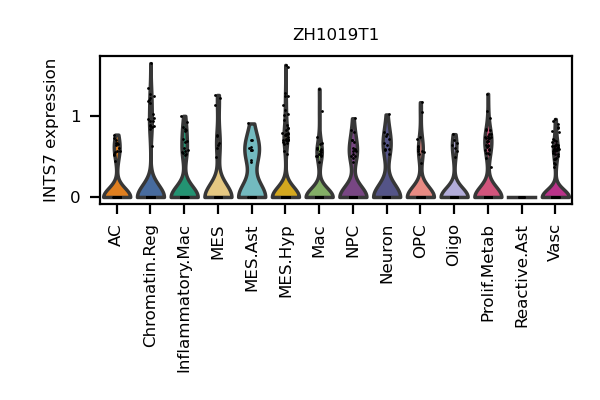 ZH1019T1
INTS7 expression
1
0
AC
Chromatin.Reg
Inflammatory.Mac
MES
MES.Ast
MES.Hyp
Mac
NPC
Neuron
OPC
Oligo
Prolif.Metab
Reactive.Ast
Vasc